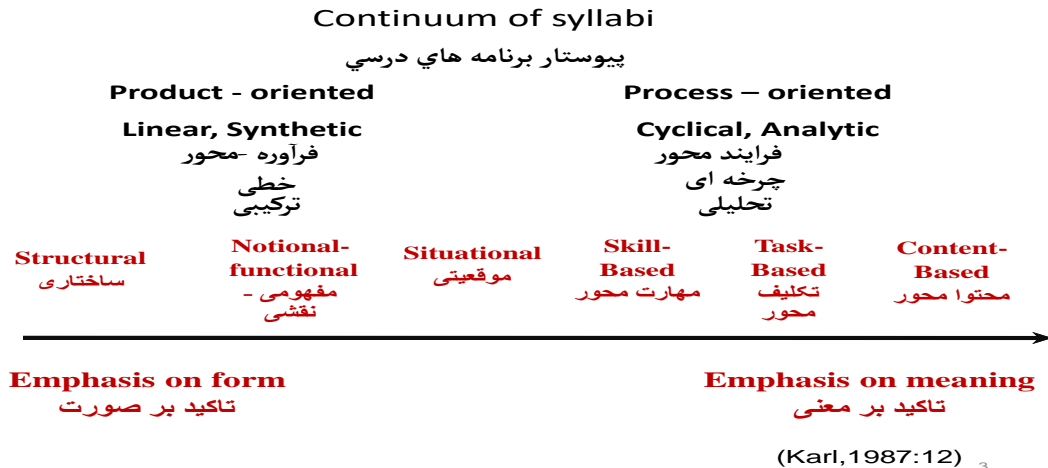 Continuum of syllabi
پيوستار برنامه هاي درسي
Product - oriented
Linear, Synthetic
فرآوره -محور
خطی
ترکیبی
Process – oriented
Cyclical, Analytic
فرایند محور
چرخه ای
تحلیلی
Structural
ساختاری
Notional-
functional
مفهومی -
نقشی
Situational
موقعیتی
Skill-
Based
مهارت محور
Task-
Based
تکلیف
محور
Content-
Based
محتوا محور
Emphasis on form
تاکید بر صورت
Emphasis on meaning
تاکید بر معنی
(Karl,1987:12)
3